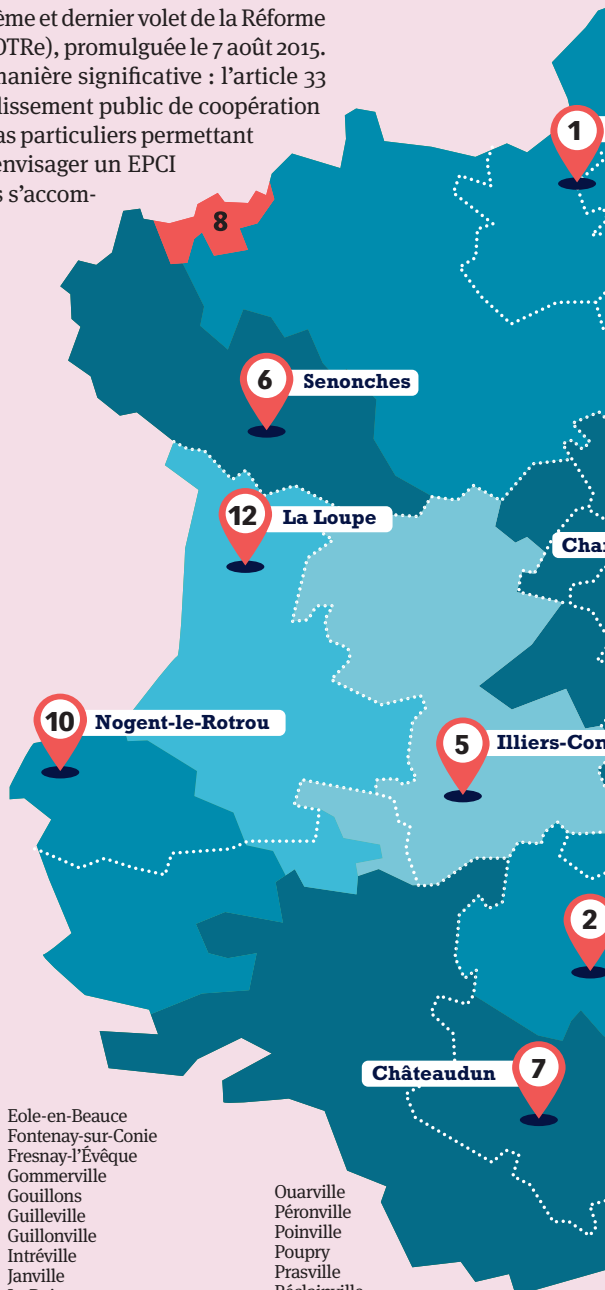 ème et dernier volet de la Réforme
OTRe), promulguée le 7 août 2015.
manière significative : l’article 33
lissement public de coopération
as particuliers permettant
envisager un EPCI
s s’accom-
1
8
6 Senonches
12 La Loupe
Char
10 Nogent-le-Rotrou
5 Illiers-Com
2
Châteaudun 7
Eole-en-Beauce
Fontenay-sur-Conie
Fresnay-l’Évêque
Gommerville
Gouillons
Guilleville
Guillonville
Intréville
Janville
Ouarville
Péronville
Poinville
Poupry
Prasville